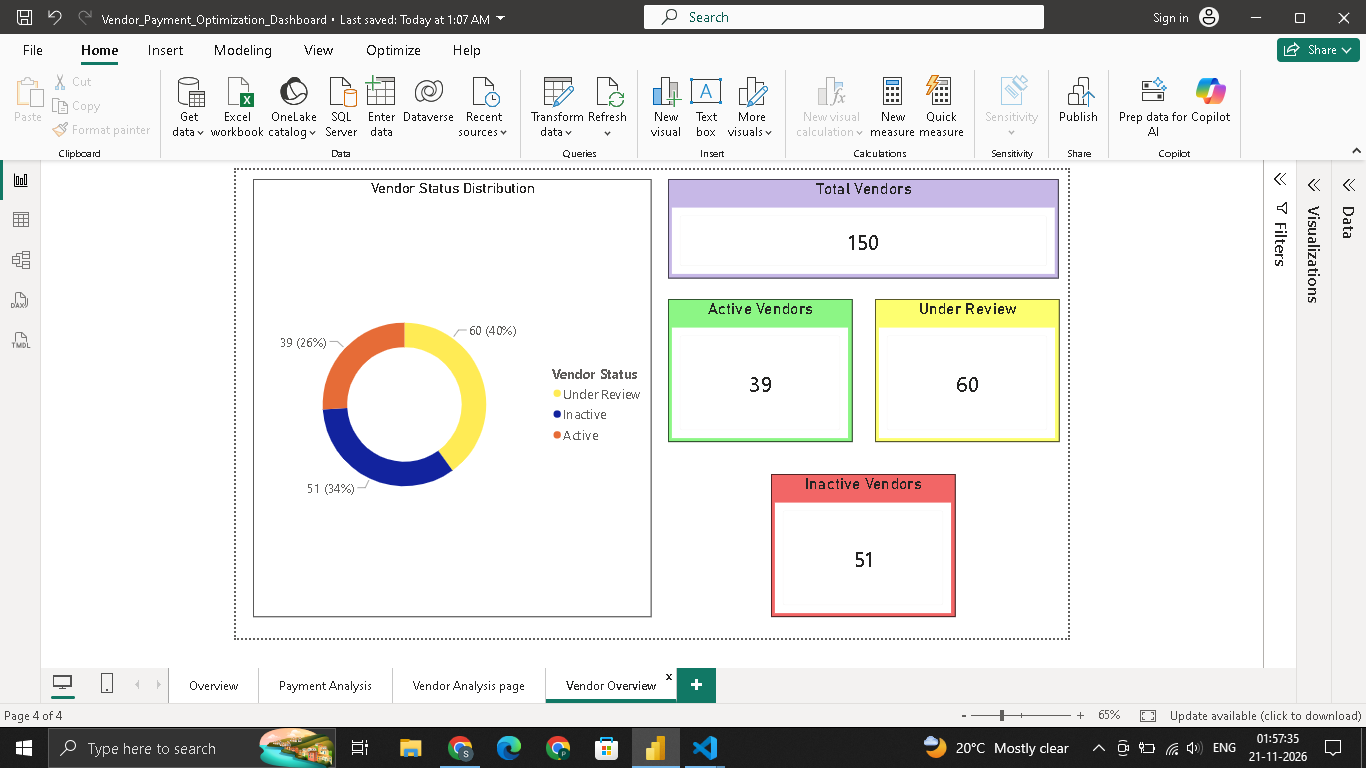 Vendor_Payment_Optimization_Dashboard • Last saved: Today at 1:07 AM
Search
Sign in
File Home Insert Modeling View Optimize Help
Share
Paste
Cut
Copy
Format painter
Clipboard
Get data
Excel workbook
OneLake catalog
SQL Server
Enter data
Dataverse
Recent sources
Data
Transform data
Refresh
Queries
New visual
Text box
More visuals
Insert
New visual calculation
New measure
Quick measure
Calculations
Sensitivity
Sensitivity
Publish
Share
Prep data for AI
Copilot
Copilot
DAX
TMDL
Vendor Status Distribution
60 (40%)
39 (26%)
51 (34%)
Vendor Status
Under Review
Inactive
Active
Total Vendors
150
Active Vendors
39
Under Review
60
Inactive Vendors
51
Filters
Visualizations
Data
Overview
Payment Analysis
Vendor Analysis page
Vendor Overview
x
+
Page 4 of 4
- + 65%
Update available (click to download)
Type here to search
S
P
20°C Mostly clear
ENG
01:57:35
21-11-2026